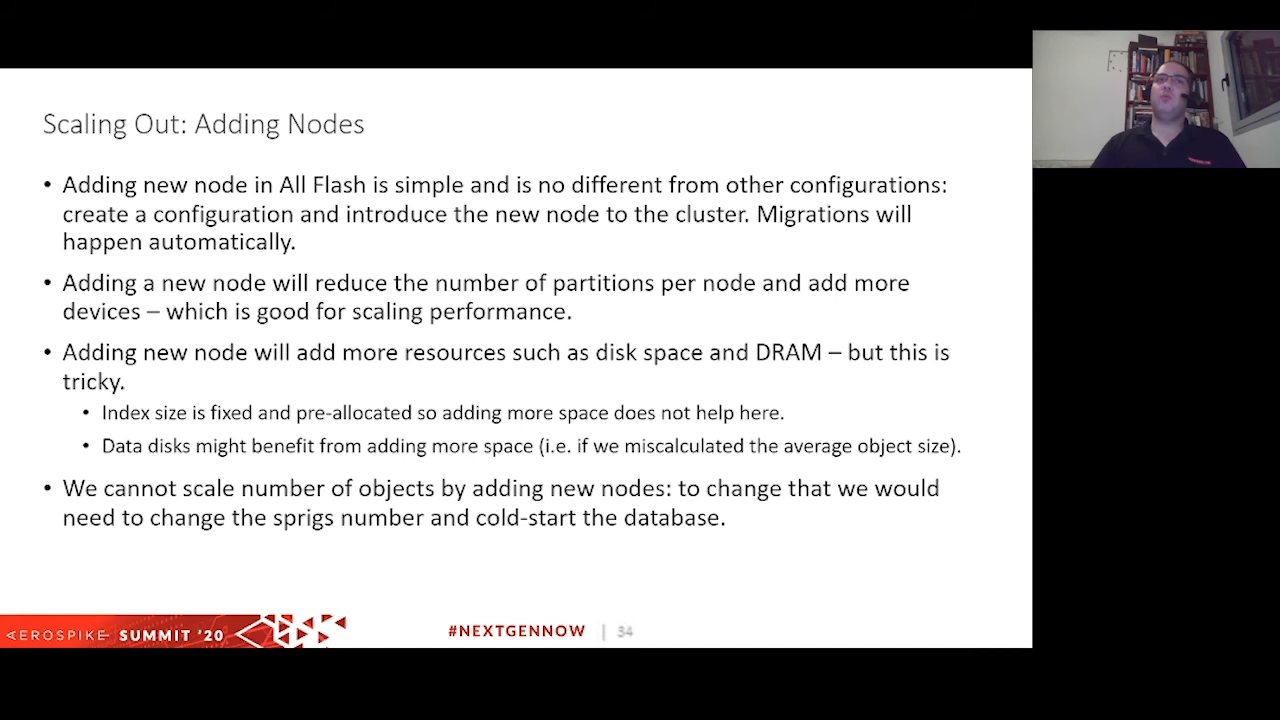 Scaling Out: Adding Nodes
• Adding new node in All Flash is simple and is no different from other configurations:
create a configuration and introduce the new node to the cluster. Migrations will
happen automatically.
• Adding a new node will reduce the number of partitions per node and add more
devices – which is good for scaling performance.
• Adding new node will add more resources such as disk space and DRAM – but this is
tricky.
• Index size is fixed and pre-allocated so adding more space does not help here.
• Data disks might benefit from adding more space (i.e. if we miscalculated the average object size).
• We cannot scale number of objects by adding new nodes: to change that we would
need to change the sprigs number and cold-start the database.
AEROSPIKE SUMMIT '20
#NEXTGENNOW | 34